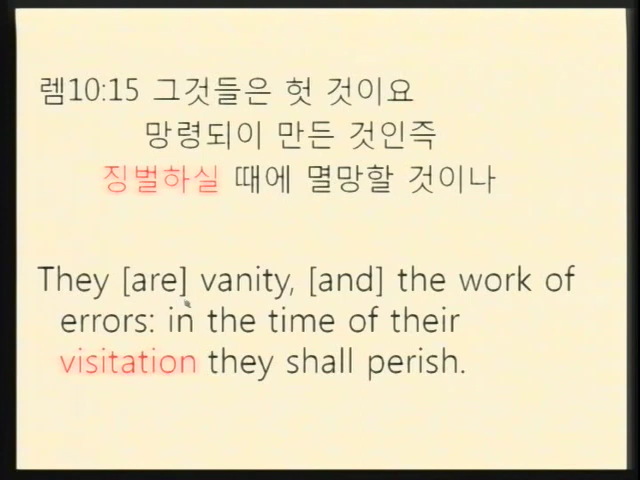 렘10:15 그것들은 헛 것이요
망령되이 만든 것인즉
징벌하실 때에 멸망할 것이나
They [are] vanity, [and] the work of
errors: in the time of their
visitation they shall perish.